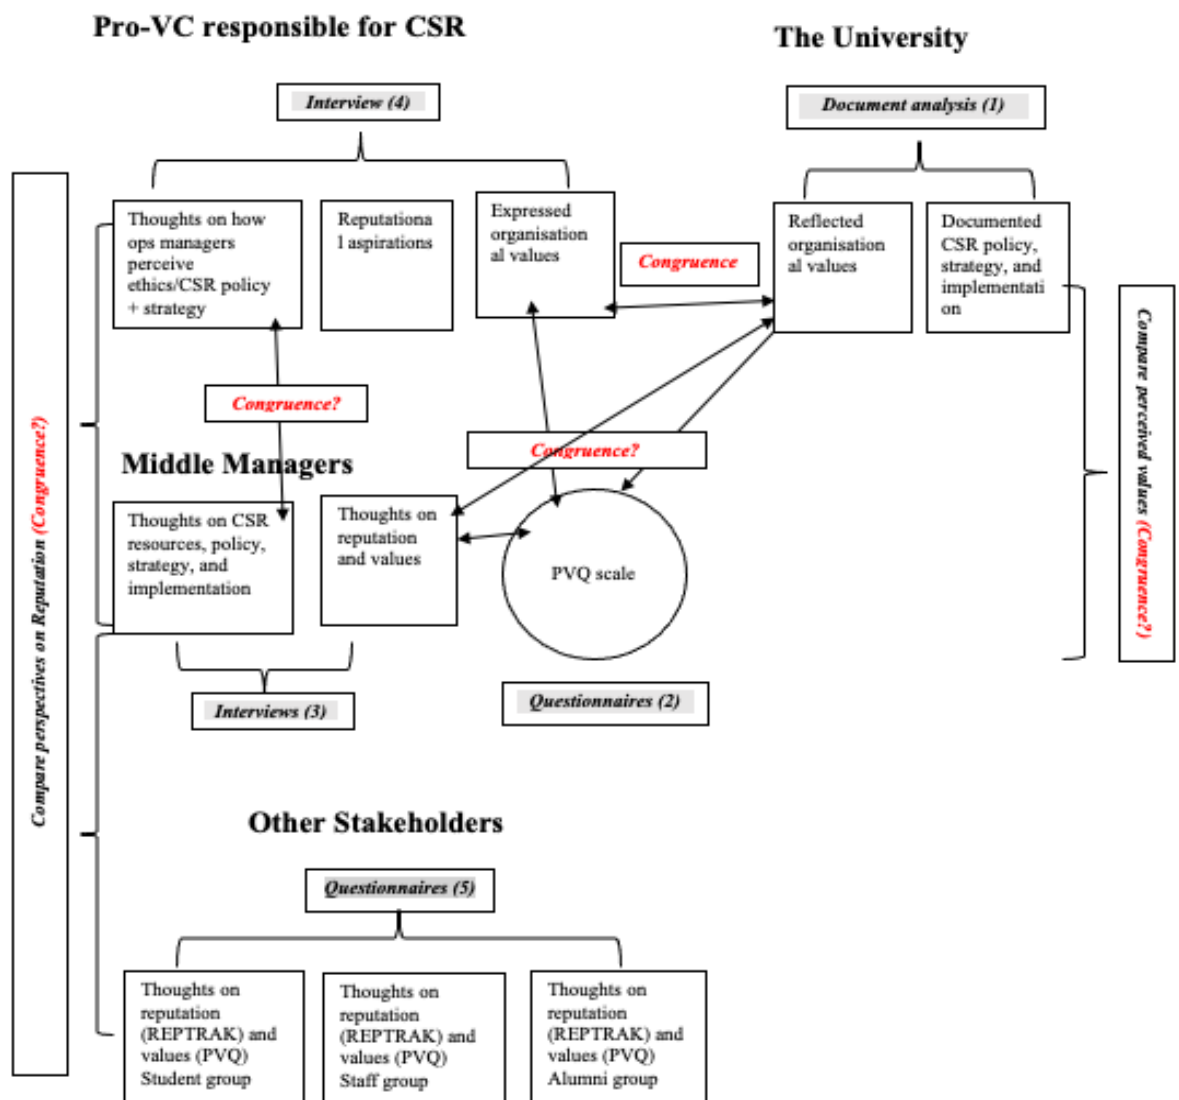 Pro-VC responsible for CSR
The University
Interview (4)
Document analysis (1)
Thoughts on how
ops managers
perceive
ethics/CSR policy
+ strategy
Reputationa
l aspirations
Expressed
organisation
al values
Congruence
Reflected
organisation
al values
Documented
CSR policy,
strategy, and
implementati
on
Compare perspectives on Reputation (Congruence?)
Compare perceived values (Congruence?)
Congruence?
Congruence?
Middle Managers
Thoughts on CSR
resources, policy,
strategy, and
implementation
Thoughts on
reputation
and values
PVQ scale
Interviews (3)
Questionnaires (2)
Other Stakeholders
Questionnaires (5)
Thoughts on
reputation
(REPTRAK) and
values (PVQ)
Student group
Thoughts on
reputation
(REPTRAK) and
values (PVQ)
Staff group
Thoughts on
reputation
(REPTRAK) and
values (PVQ)
Alumni group